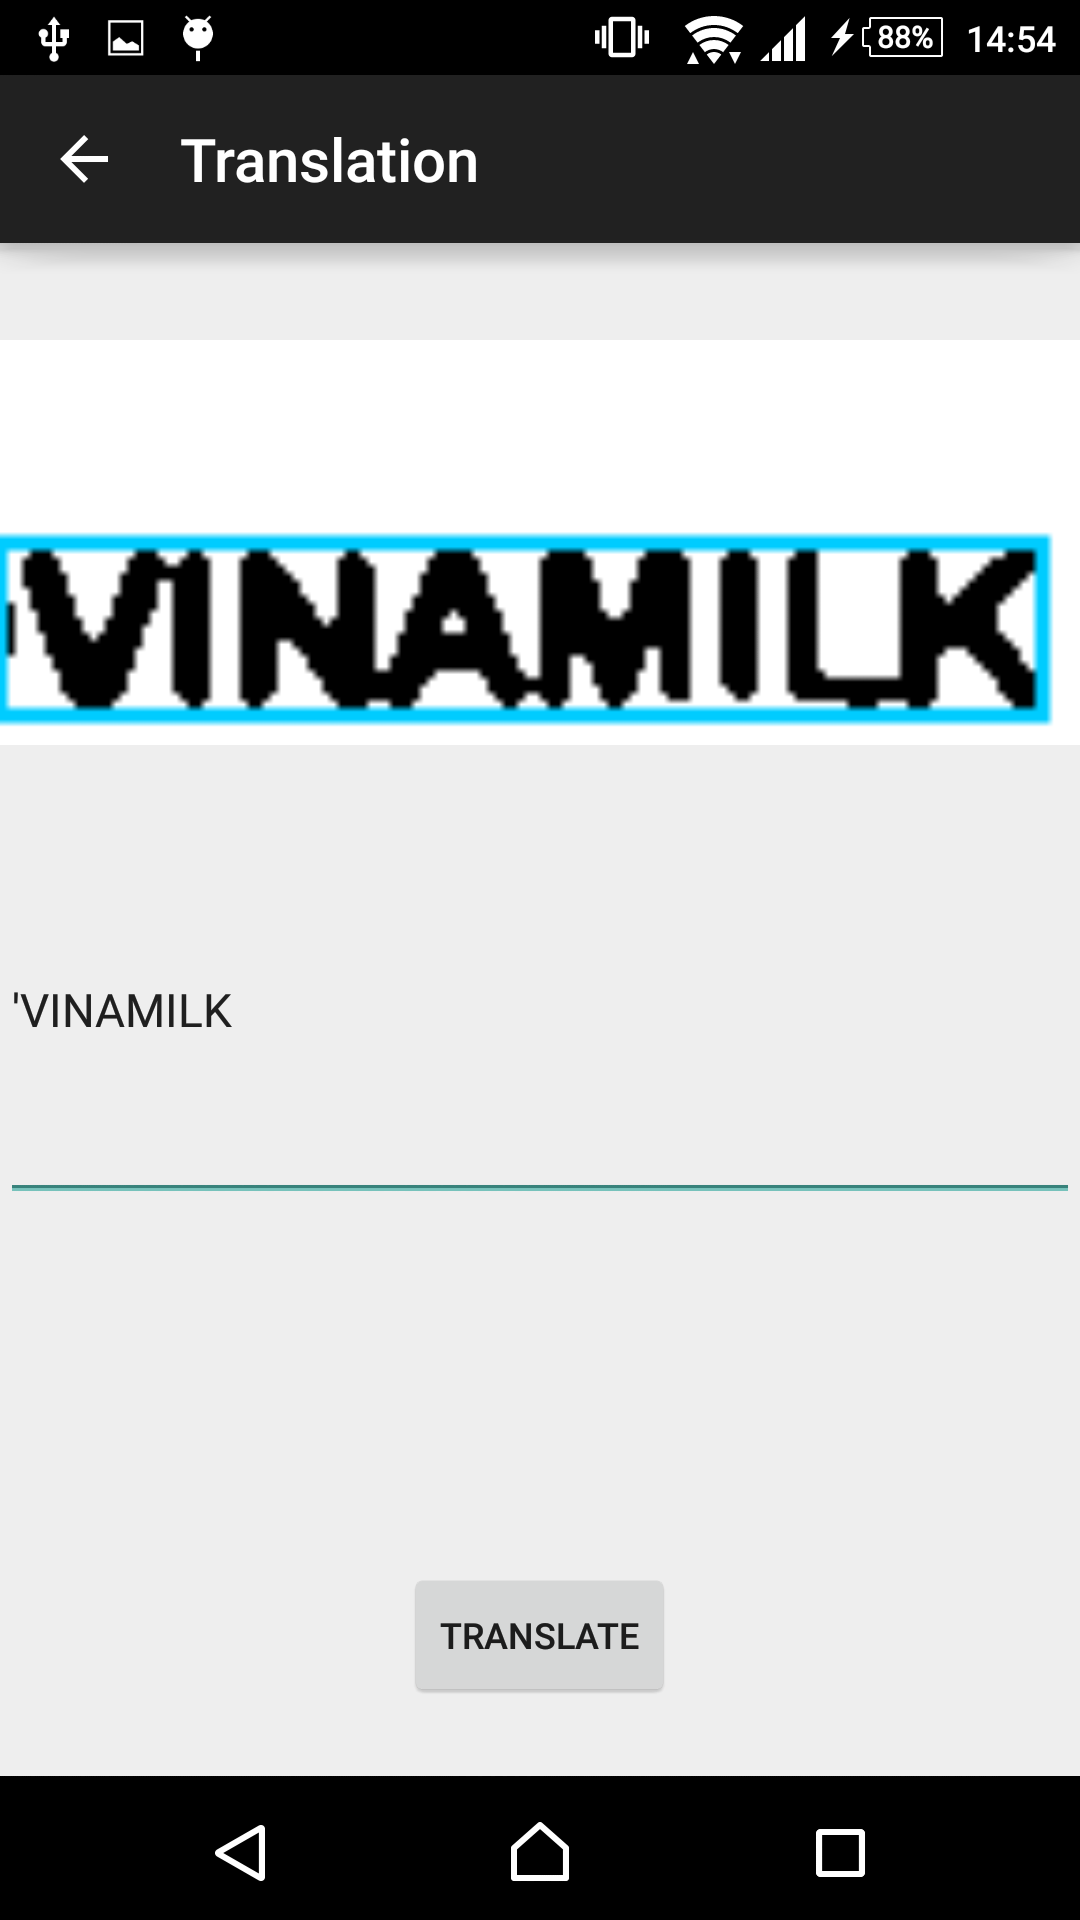 88% 14:54
Translation
VINAMILK
'VINAMILK
TRANSLATE